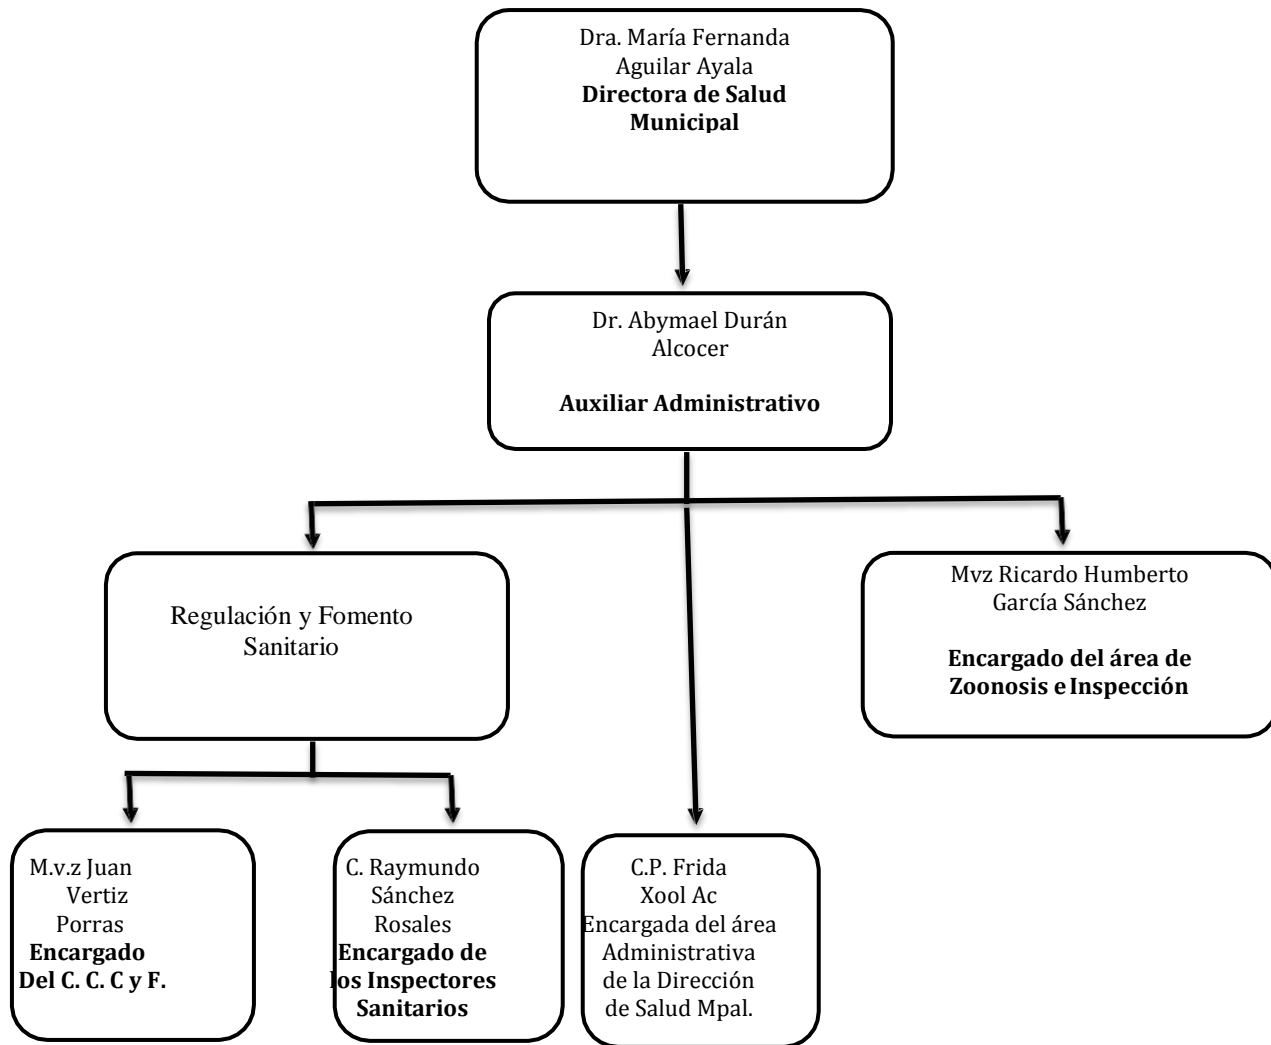 Dra. María Fernanda
Aguilar Ayala
Directora de Salud
Municipal
Dr. Abymael Durán
Alcocer
Auxiliar Administrativo
Regulación y Fomento
Sanitario
Mvz Ricardo Humberto
García Sánchez
Encargado del área de
Zoonosis e Inspección
M.v.z Juan
Vertiz
Porras
Encargado
Del C. C. C y F.
C. Raymundo
Sánchez
Rosales
Encargado de
los Inspectores
Sanitarios
C.P. Frida
Xool Ac
Encargada del área
Administrativa
de la Dirección
de Salud Mpal.